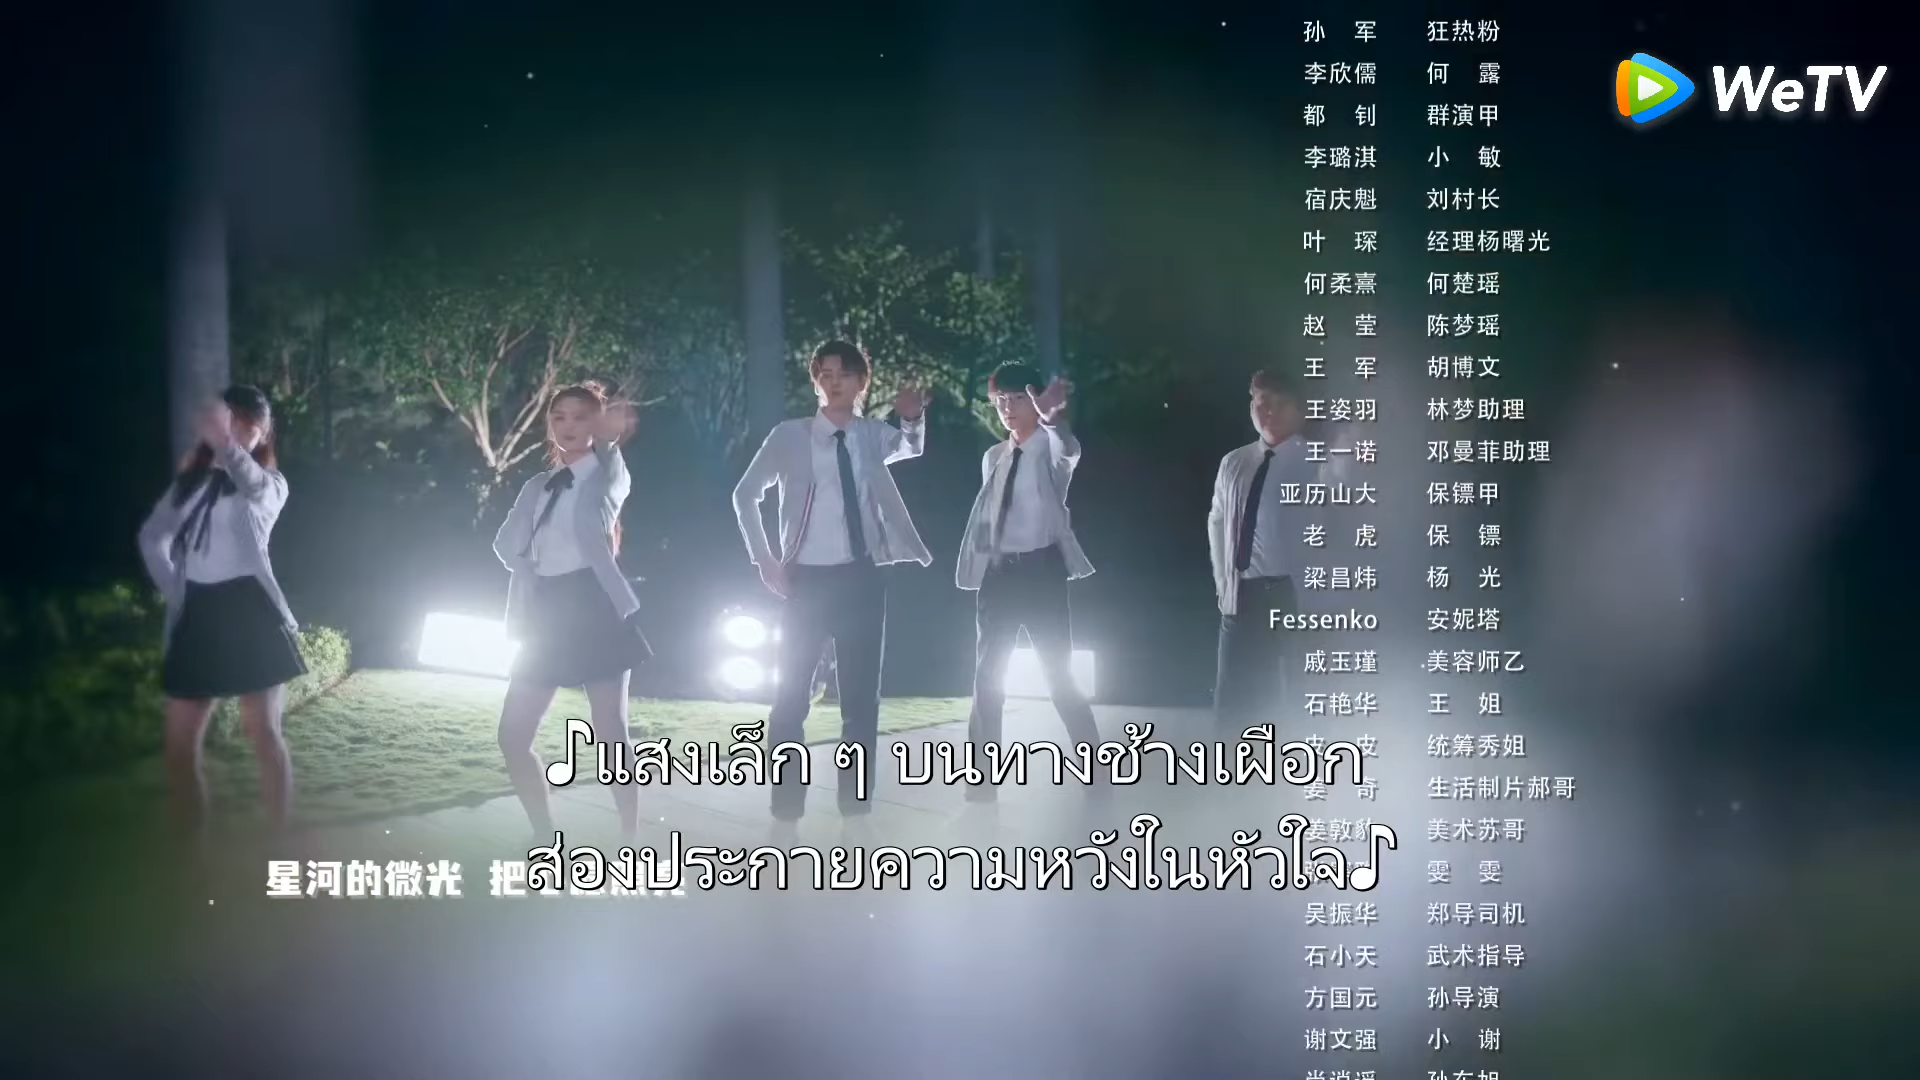 孙 军 狂热粉
李欣儒 何 露
WeTV
都 钊 群演甲
李璐淇 小 敏
宿庆魁 刘村长
叶 琛 经理杨曙光
何柔熹 何楚瑶
赵 莹 陈梦瑶
王 军 胡博文
王姿羽 林梦助理
王一诺 邓曼菲助理
亚历山大 保镖甲
老 虎 保 镖
梁昌炜 杨 光
Fessenko 安妮塔
戚玉瑾 美容师乙
石艳华 王 姐
皮 皮 统筹秀姐
姜 奇 生活制片郝哥
姜敦豹 美术苏哥
雯 雯
吴振华 郑导司机
石小天 武术指导
方国元 孙导演
谢文强 小 谢
♪แสงเล็ก ๆ บนทางช้างเผือก
ส่องประกายความหวังในหัวใจ♪
星河的微光 把